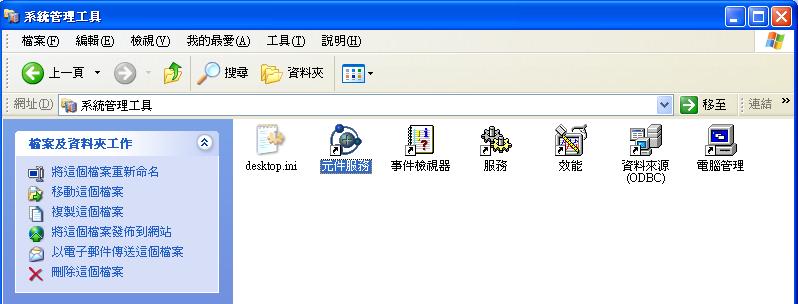 系統管理工具
檔案(F) 編輯(E) 檢視(V) 我的最愛(A) 工具(T) 說明(H)
上一頁 搜尋 資料夾
網址(D) 系統管理工具 移至 連結 »
檔案及資料夾工作
將這個檔案重新命名
移動這個檔案
複製這個檔案
將這個檔案發佈到網站
以電子郵件傳送這個檔案
刪除這個檔案
desktop.ini 元件服務 事件檢視器 服務 效能 資料來源 電腦管理
(ODBC)